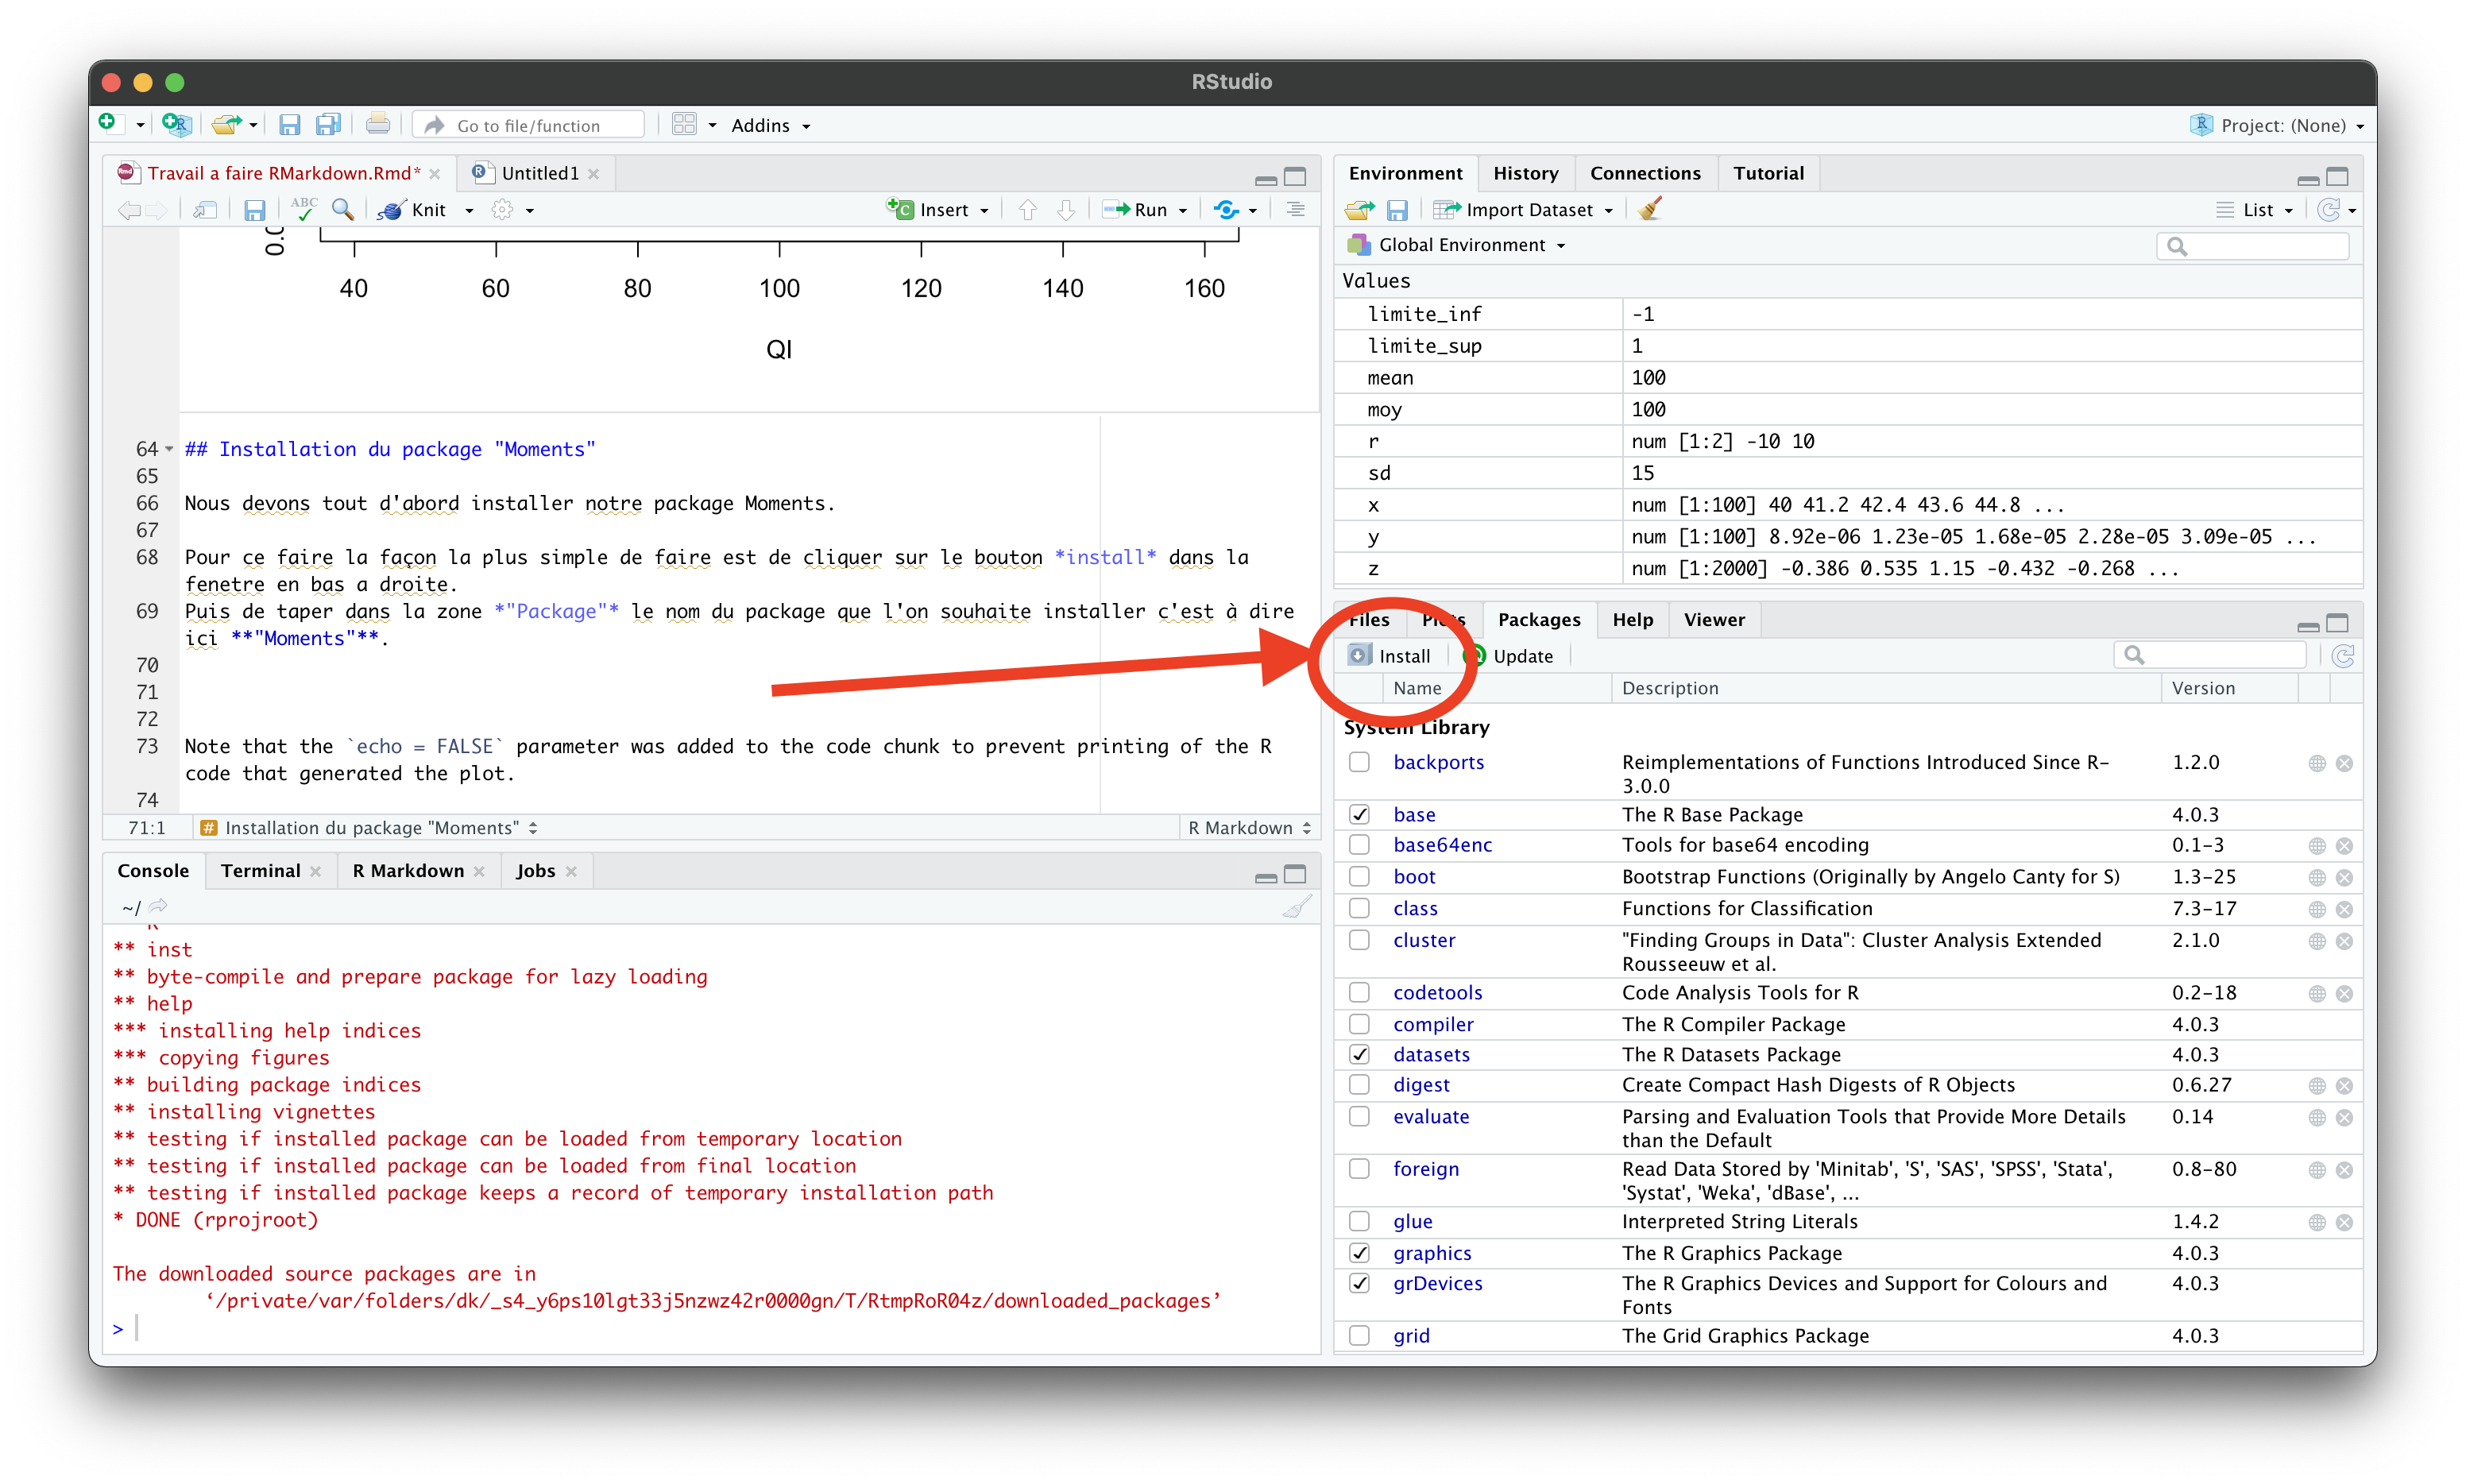 RStudio
Go to file/function
Addins
Project: (None)
Travail a faire RMarkdown.Rmd*
Untitled1
ABC
Knit
Insert
Run
40 60 80 100 120 140 160
QI
64 ## Installation du package "Moments"
65
66 Nous devons tout d'abord installer notre package Moments.
67
68 Pour ce faire la façon la plus simple de faire est de cliquer sur le bouton *install* dans la
fenetre en bas a droite.
69 Puis de taper dans la zone *"Package"* le nom du package que l'on souhaite installer c'est à dire
ici **"Moments"**.
70
71
72
73 Note that the `echo = FALSE` parameter was added to the code chunk to prevent printing of the R
code that generated the plot.
74
71:1 # Installation du package "Moments" R Markdown
Console Terminal R Markdown Jobs
~/
** inst
** byte-compile and prepare package for lazy loading
** help
*** installing help indices
*** copying figures
** building package indices
** installing vignettes
** testing if installed package can be loaded from temporary location
** testing if installed package can be loaded from final location
** testing if installed package keeps a record of temporary installation path
* DONE (rprojroot)
The downloaded source packages are in
‘/private/var/folders/dk/_s4_y6ps10lgt33j5nzwz42r0000gn/T/RtmpRoR04z/downloaded_packages’
>
Environment History Connections Tutorial
Import Dataset List
Global Environment
Values
limite_inf -1
limite_sup 1
mean 100
moy 100
r num [1:2] -10 10
sd 15
x num [1:100] 40 41.2 42.4 43.6 44.8 ...
y num [1:100] 8.92e-06 1.23e-05 1.68e-05 2.28e-05 3.09e-05 ...
z num [1:2000] -0.386 0.535 1.15 -0.432 -0.268 ...
Files Plots Packages Help Viewer
Install Update
Name Description Version
System Library
backports Reimplementations of Functions Introduced Since R-
3.0.0 1.2.0
base The R Base Package 4.0.3
base64enc Tools for base64 encoding 0.1-3
boot Bootstrap Functions (Originally by Angelo Canty for S) 1.3-25
class Functions for Classification 7.3-17
cluster "Finding Groups in Data": Cluster Analysis Extended
Rousseeuw et al. 2.1.0
codetools Code Analysis Tools for R 0.2-18
compiler The R Compiler Package 4.0.3
datasets The R Datasets Package 4.0.3
digest Create Compact Hash Digests of R Objects 0.6.27
evaluate Parsing and Evaluation Tools that Provide More Details
than the Default 0.14
foreign Read Data Stored by 'Minitab', 'S', 'SAS', 'SPSS', 'Stata',
'Systat', 'Weka', 'dBase', ... 0.8-80
glue Interpreted String Literals 1.4.2
graphics The R Graphics Package 4.0.3
grDevices The R Graphics Devices and Support for Colours and
Fonts 4.0.3
grid The Grid Graphics Package 4.0.3